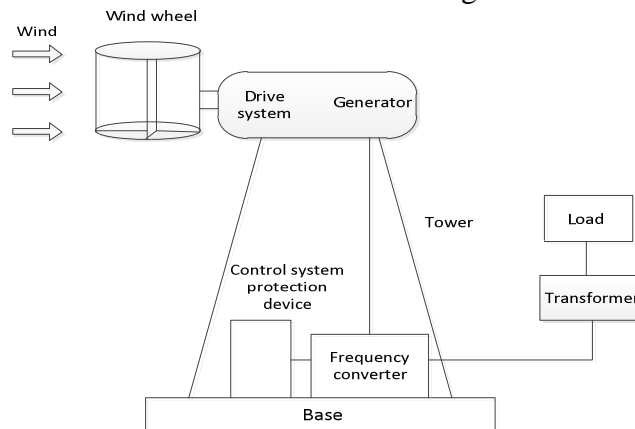 Wind wheel
Wind
Drive
system
Generator
Tower
Load
Control system
protection
device
Transformer
Frequency
converter
Base